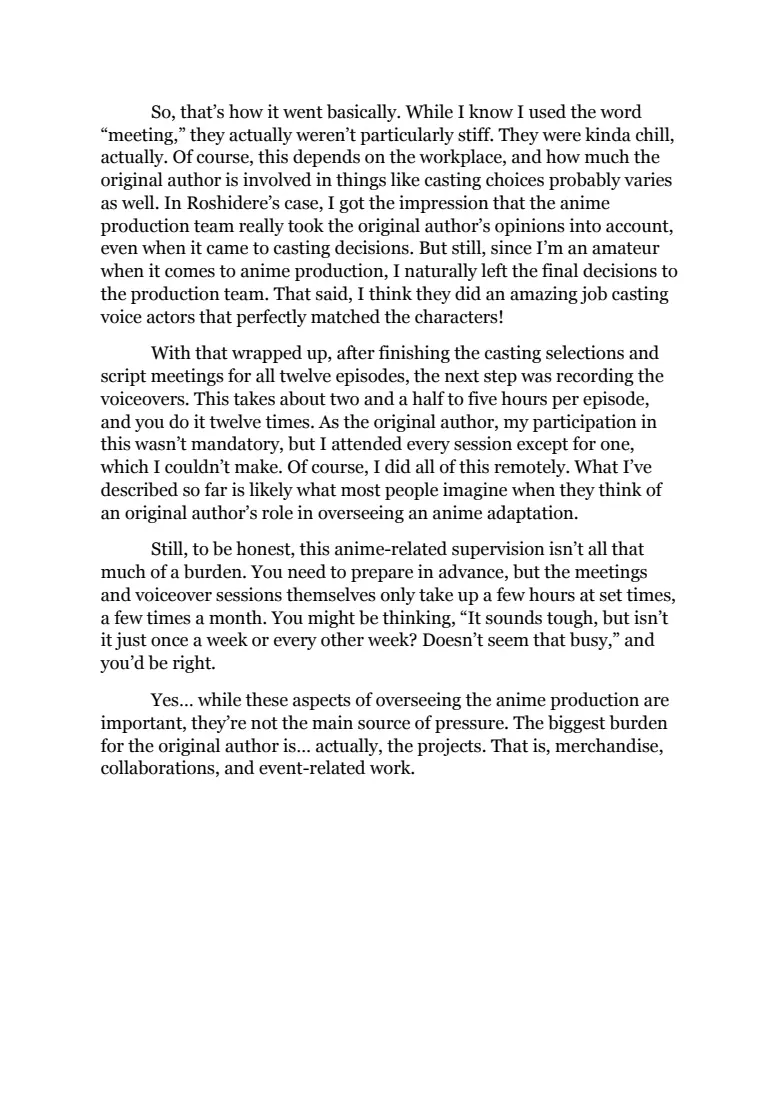 So, that’s how it went basically. While I know I used the word
“meeting,” they actually weren’t particularly stiff. They were kinda chill,
actually. Of course, this depends on the workplace, and how much the
original author is involved in things like casting choices probably varies
as well. In Roshidere’s case, I got the impression that the anime
production team really took the original author’s opinions into account,
even when it came to casting decisions. But still, since I’m an amateur
when it comes to anime production, I naturally left the final decisions to
the production team. That said, I think they did an amazing job casting
voice actors that perfectly matched the characters!
With that wrapped up, after finishing the casting selections and
script meetings for all twelve episodes, the next step was recording the
voiceovers. This takes about two and a half to five hours per episode,
and you do it twelve times. As the original author, my participation in
this wasn’t mandatory, but I attended every session except for one,
which I couldn’t make. Of course, I did all of this remotely. What I’ve
described so far is likely what most people imagine when they think of
an original author’s role in overseeing an anime adaptation.
Still, to be honest, this anime-related supervision isn’t all that
much of a burden. You need to prepare in advance, but the meetings
and voiceover sessions themselves only take up a few hours at set times,
a few times a month. You might be thinking, “It sounds tough, but isn’t
it just once a week or every other week? Doesn’t seem that busy,” and
you’d be right.
Yes… while these aspects of overseeing the anime production are
important, they’re not the main source of pressure. The biggest burden
for the original author is… actually, the projects. That is, merchandise,
collaborations, and event-related work.